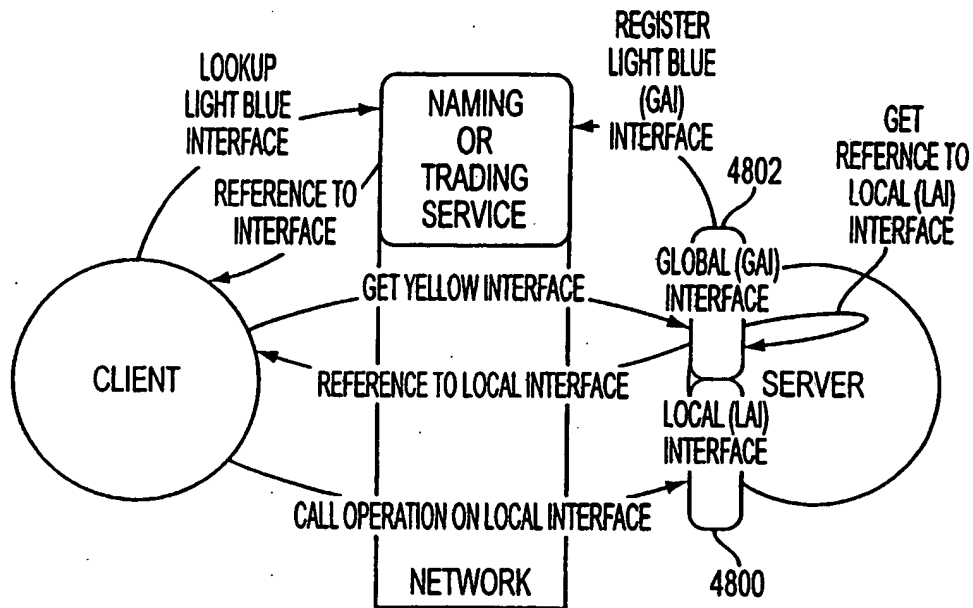 LOOKUP
LIGHT BLUE
INTERFACE
NAMING
OR
TRADING
SERVICE
REGISTER
LIGHT BLUE
(GAI)
INTERFACE
GET
REFERNCE TO
LOCAL (LAI)
INTERFACE
4802
REFERENCE TO
INTERFACE
GLOBAL (GAI)
INTERFACE
GET YELLOW INTERFACE
CLIENT
REFERENCE TO LOCAL INTERFACE
SERVER
LOCAL (LAI)
INTERFACE
CALL OPERATION ON LOCAL INTERFACE
NETWORK
4800